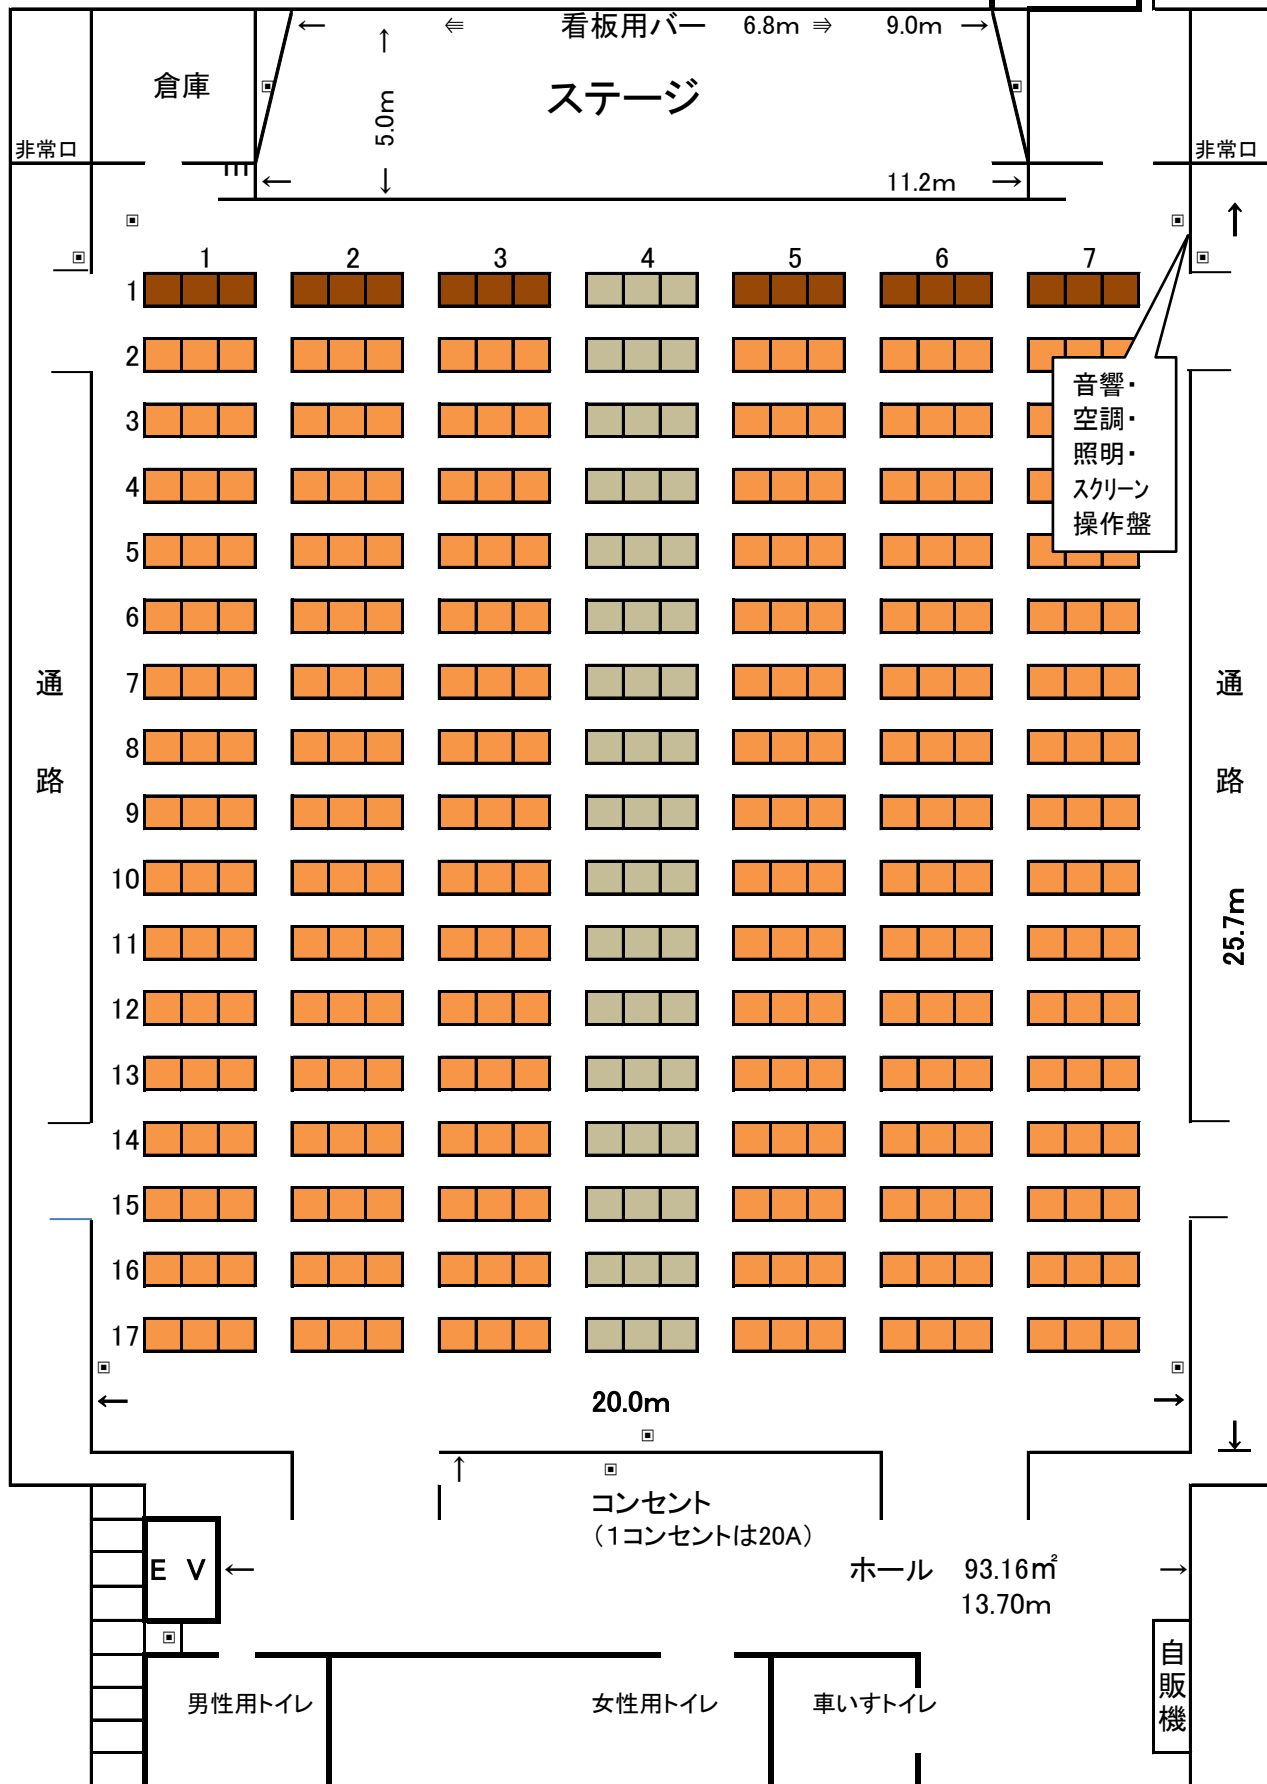 ← ⇚ 看板用バー 6.8m ⇛ 9.0m →
倉庫
↑
5.0m
↓
ステージ
非常口
非常口
← 11.2m →
↑
1 2 3 4 5 6 7
1
2
3
4
5
6
7
8
9
10
11
12
13
14
15
16
17
音響・
空調・
照明・
スクリーン
操作盤
通
路
通
路
25.7m
↓
← 20.0m →
↑
コンセント
（１コンセントは20A）
Ｅ Ｖ ← ホール 93.16㎡ →
13.70m
男性用トイレ
女性用トイレ
車いすトイレ
自
販
機